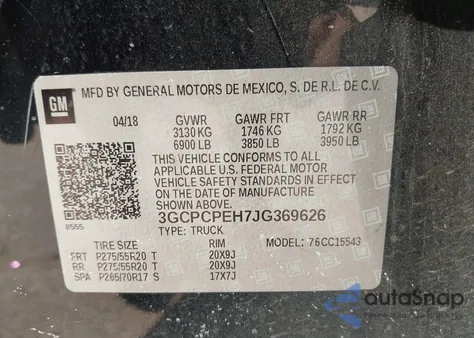 GM MFD BY GENERAL MOTORS DE MEXICO, S. DE R.L. DE C.V.
04/18 GVWR GAWR FRT GAWR RR
3130 KG 1746 KG 1792 KG
6900 LB 3850 LB 3950 LB
THIS VEHICLE CONFORMS TO ALL
APPLICABLE U.S. FEDERAL MOTOR
VEHICLE SAFETY STANDARDS IN EFFECT
ON THE DATE OF MANUFACTURE
SHOWN ABOVE.
8555
3GCPCPEH7JG369626
TYPE: TRUCK MODEL: 76CC15543
TIRE SIZE RIM
FRT P275/55R20 T 20X9J
RR P275/55R20 T 20X9J
SPA P265/70R17 S 17X7J
autosnap